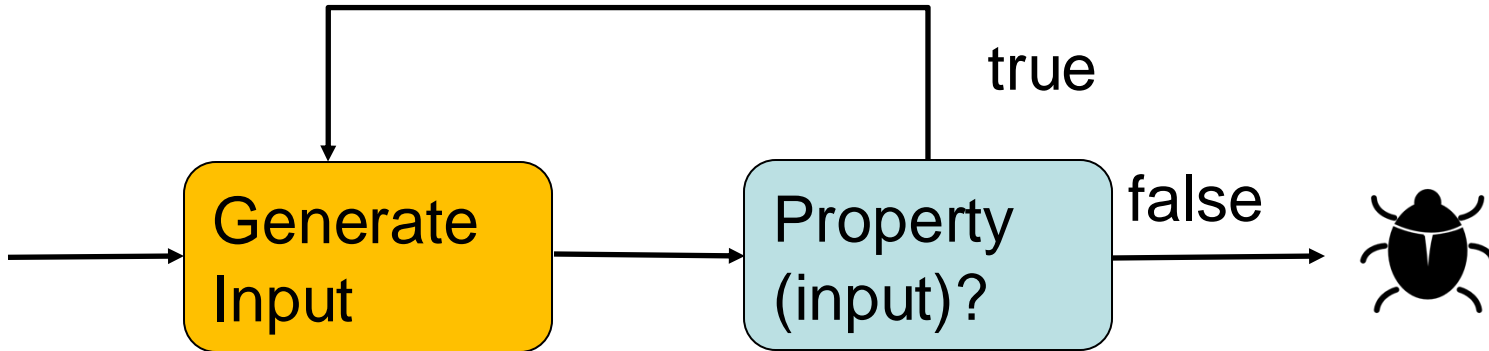 true
Generate
Input
Property
(input)?
false